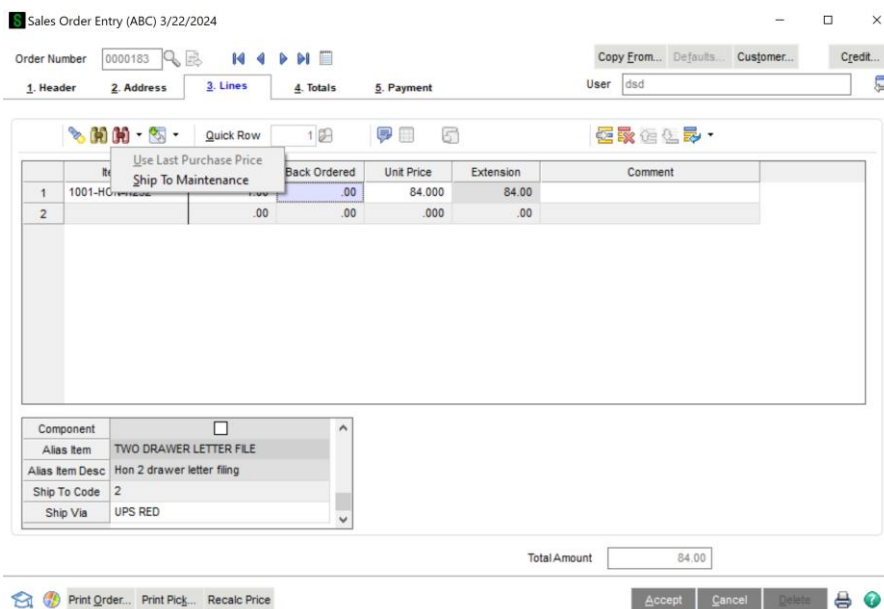 Sales Order Entry (ABC) 3/22/2024
Order Number 0000183 Copy From... Defaults... Customer... Credit...
1. Header 2. Address 3. Lines 4. Totals 5. Payment User dsd
Quick Row 1
Use Last Purchase Price
Ship To Maintenance
Back Ordered Unit Price Extension Comment
1 1.00 .00 84.000 84.00
2 .00 .00 .000 .00
Component
Alias Item TWO DRAWER LETTER FILE
Alias Item Desc Hon 2 drawer letter filing
Ship To Code 2
Ship Via UPS RED
Total Amount 84.00
Print Order... Print Pick... Recalc Price Accept Cancel Delete